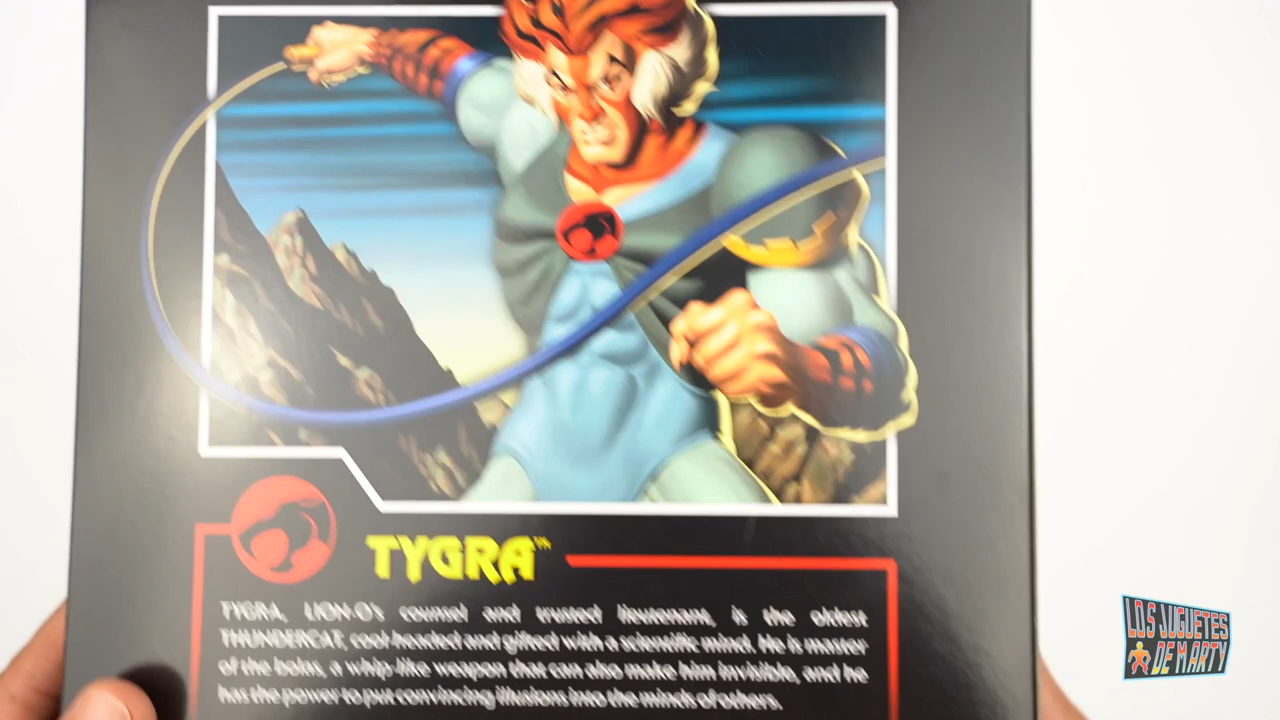 TYGRA™
TYGRA, LION-O's counsel and trusted lieutenant, is the oldest
THUNDERCAT, cool-headed and gifted with a scientific mind. He is master
of the bolos, a whip-like weapon that can also make him invisible, and he
has the power to put convincing illusions into the minds of others.
LOS JUGUETES
DE MARTY